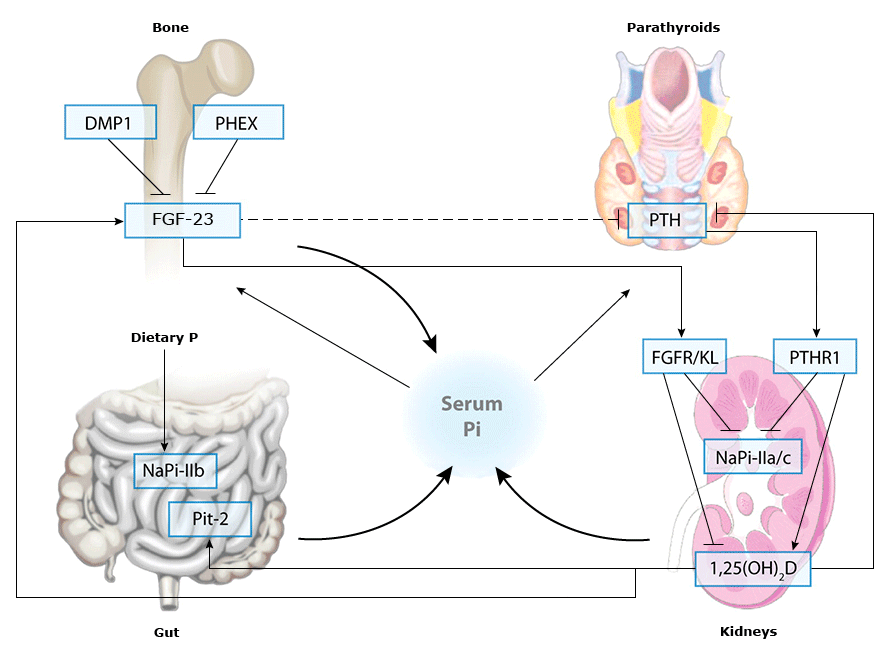 Bone
Parathyroids
DMP1
PHEX
FGF-23
PTH
Dietary P
FGFR/KL
PTHR1
Serum
Pi
NaPi-IIb
NaPi-IIa/c
Pit-2
1,25(OH)₂D
Gut
Kidneys